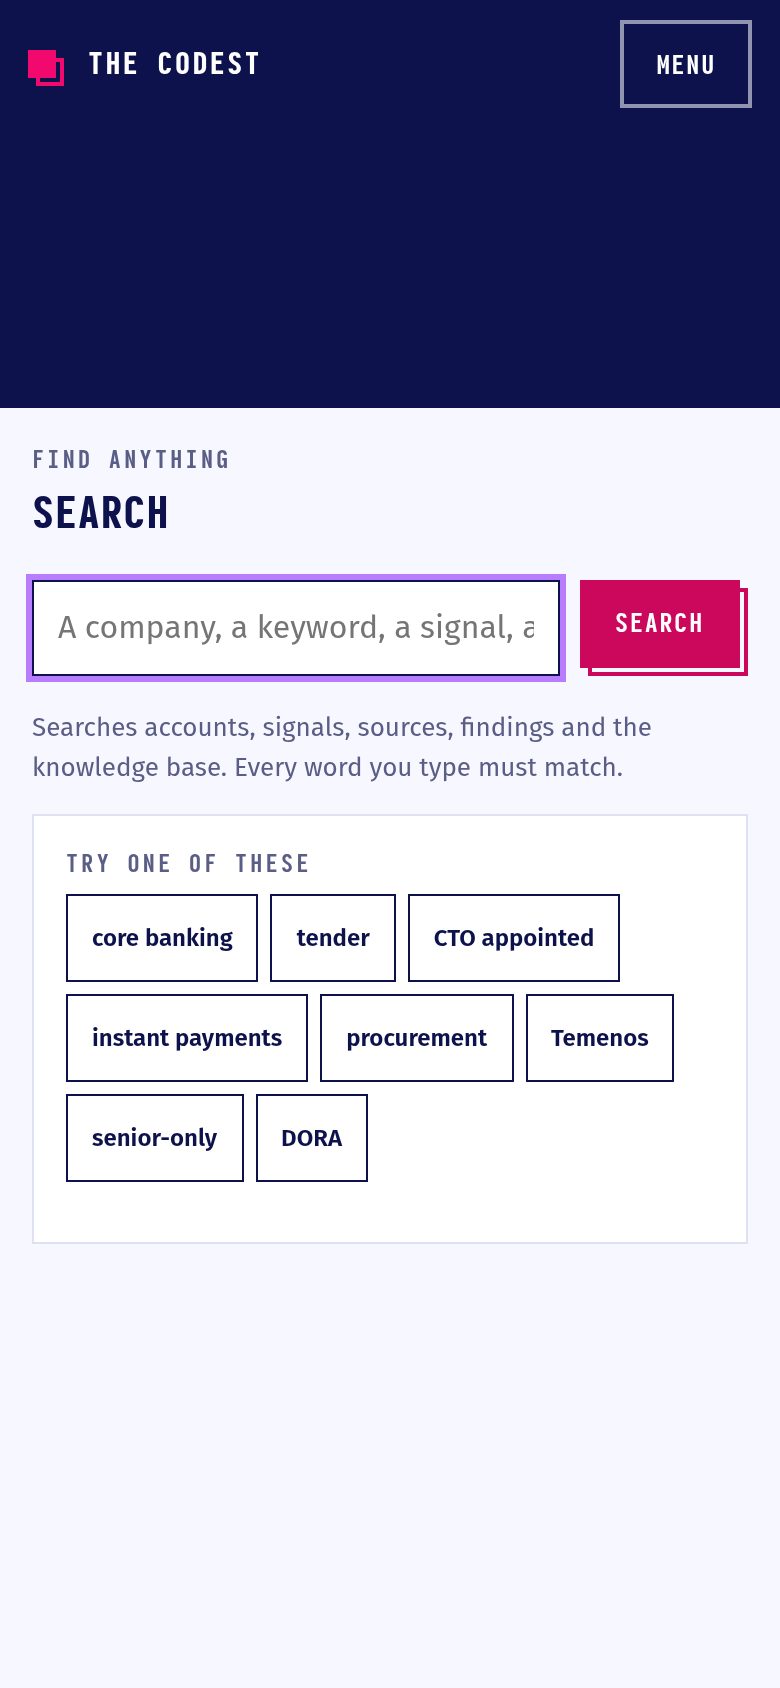 THE CODEST
MENU
FIND ANYTHING
SEARCH
A company, a keyword, a signal, a
SEARCH
Searches accounts, signals, sources, findings and the
knowledge base. Every word you type must match.
TRY ONE OF THESE
core banking
tender
CTO appointed
instant payments
procurement
Temenos
senior-only
DORA